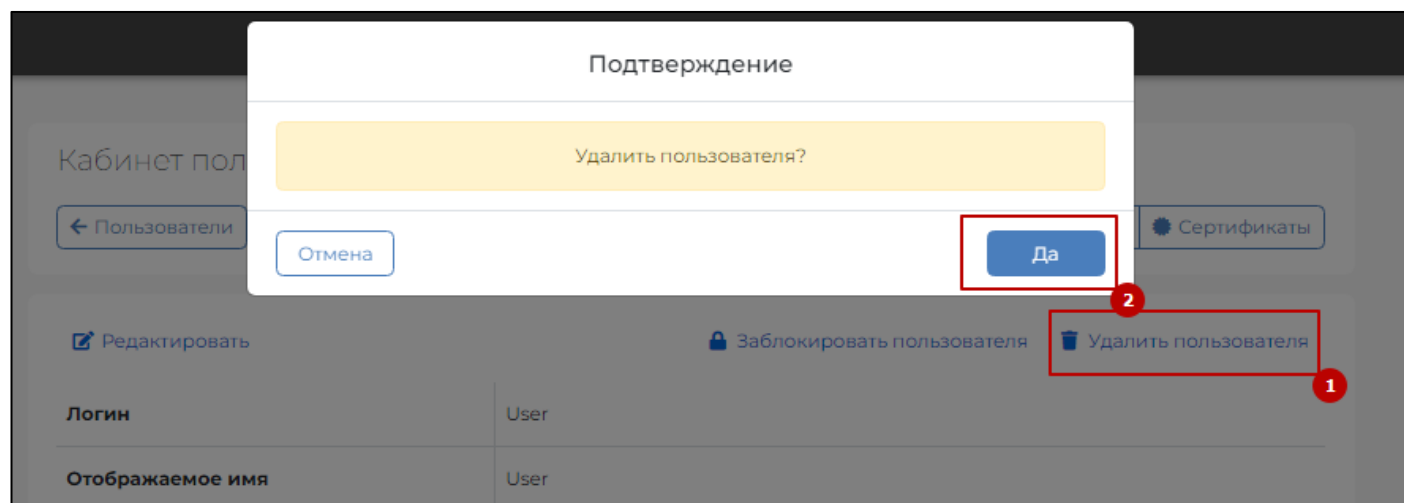 Подтверждение
Удалить пользователя?
Отмена
Да
2
Кабинет пол
Пользователи
Сертификаты
Редактировать
Заблокировать пользователя
Удалить пользователя
1
Логин
User
Отображаемое имя
User